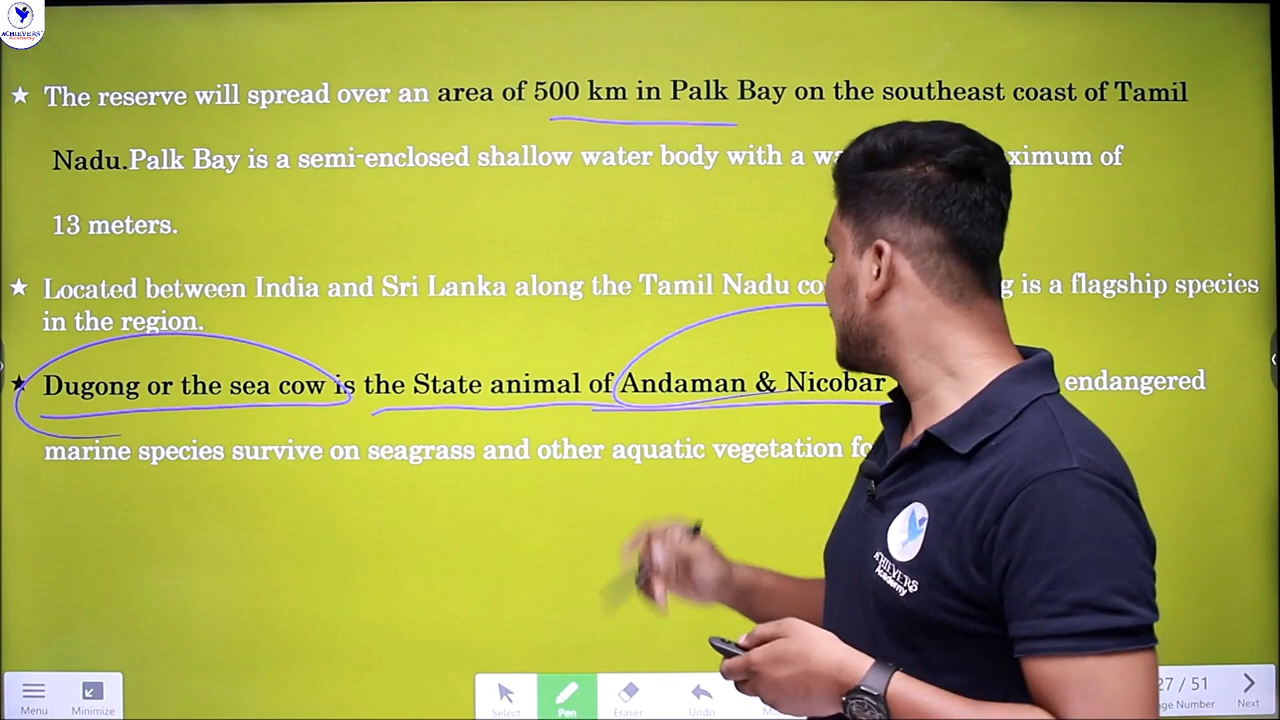 ACHIEVERS
Academy
★ The reserve will spread over an area of 500 km in Palk Bay on the southeast coast of Tamil
Nadu.Palk Bay is a semi-enclosed shallow water body with a ximum of
13 meters.
★ Located between India and Sri Lanka along the Tamil Nadu is a flagship species
in the region.
★ Dugong or the sea cow is the State animal of Andaman & Nicobar endangered
marine species survive on seagrass and other aquatic vegetation
ACHIEVERS
Academy
Menu Minimize Select Pen Eraser Undo 27 / 51 Next